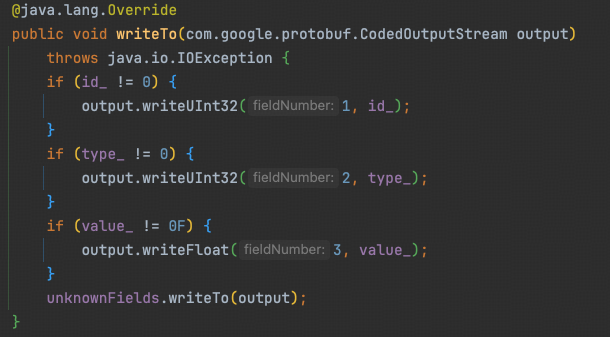 @java.lang.Override
public void writeTo(com.google.protobuf.CodedOutputStream output)
    throws java.io.IOException {
    if (id_ != 0) {
        output.writeUInt32( fieldNumber: 1, id_);
    }
    if (type_ != 0) {
        output.writeUInt32( fieldNumber: 2, type_);
    }
    if (value_ != 0F) {
        output.writeFloat( fieldNumber: 3, value_);
    }
    unknownFields.writeTo(output);
}